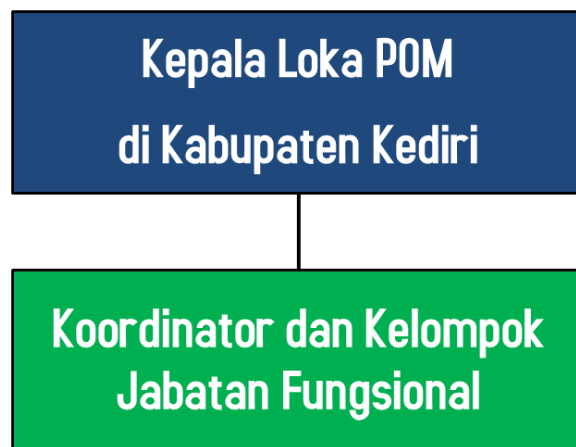 Kepala Loka POM
di Kabupaten Kediri
Koordinator dan Kelompok
Jabatan Fungsional